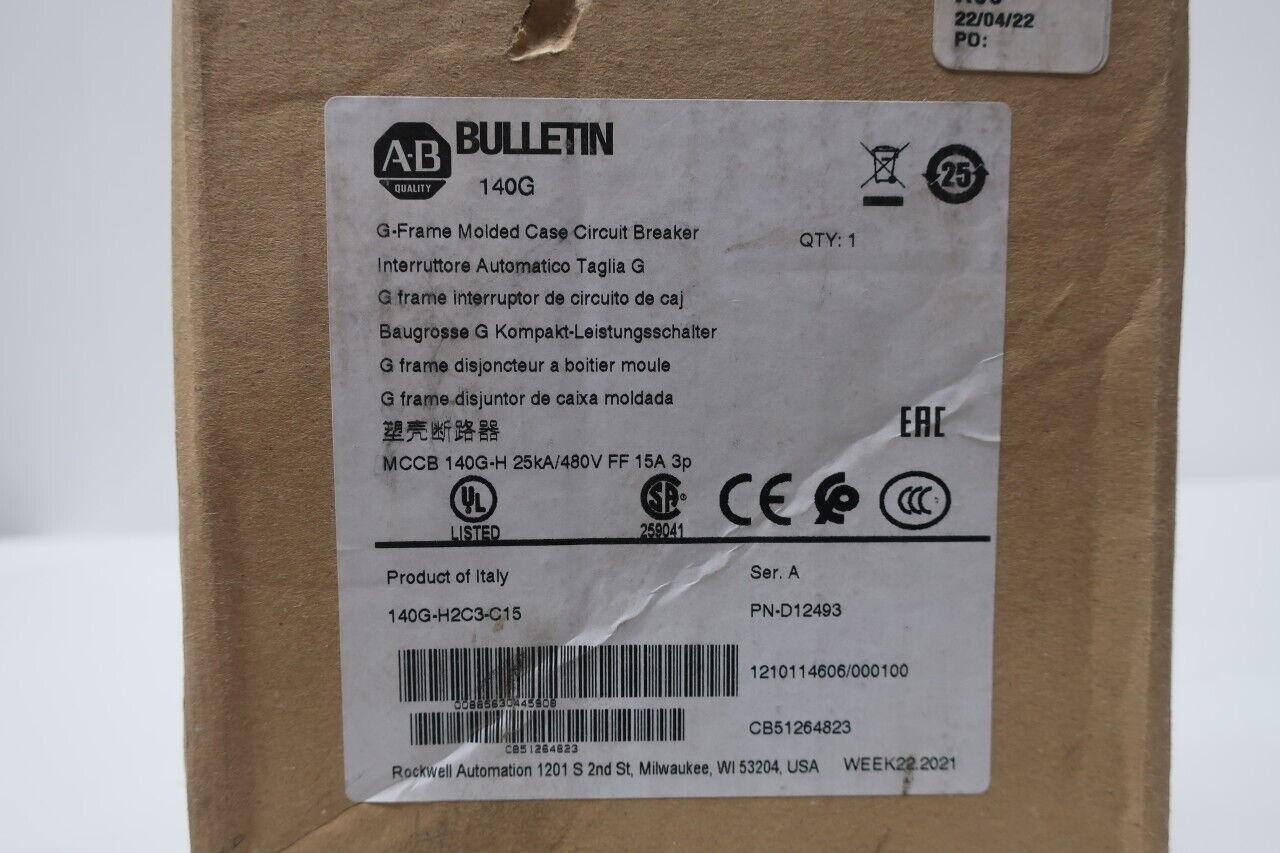 22/04/22
PO:
A-B
QUALITY
BULLETIN
140G
25
G-Frame Molded Case Circuit Breaker
QTY: 1
Interruttore Automatico Taglia G
G frame interruptor de circuito de caj
Baugrosse G Kompakt-Leistungsschalter
G frame disjoncteur a boitier moule
G frame disjuntor de caixa moldada
EAC
塑壳断路器
MCCB 140G-H 25kA/480V FF 15A 3p
UL
LISTED
SA
259041
CE
CCC
Product of Italy
Ser. A
140G-H2C3-C15
PN-D12493
1210114606/000100
CB51264823
CB51264823
Rockwell Automation 1201 S 2nd St, Milwaukee, WI 53204, USA
WEEK22.2021